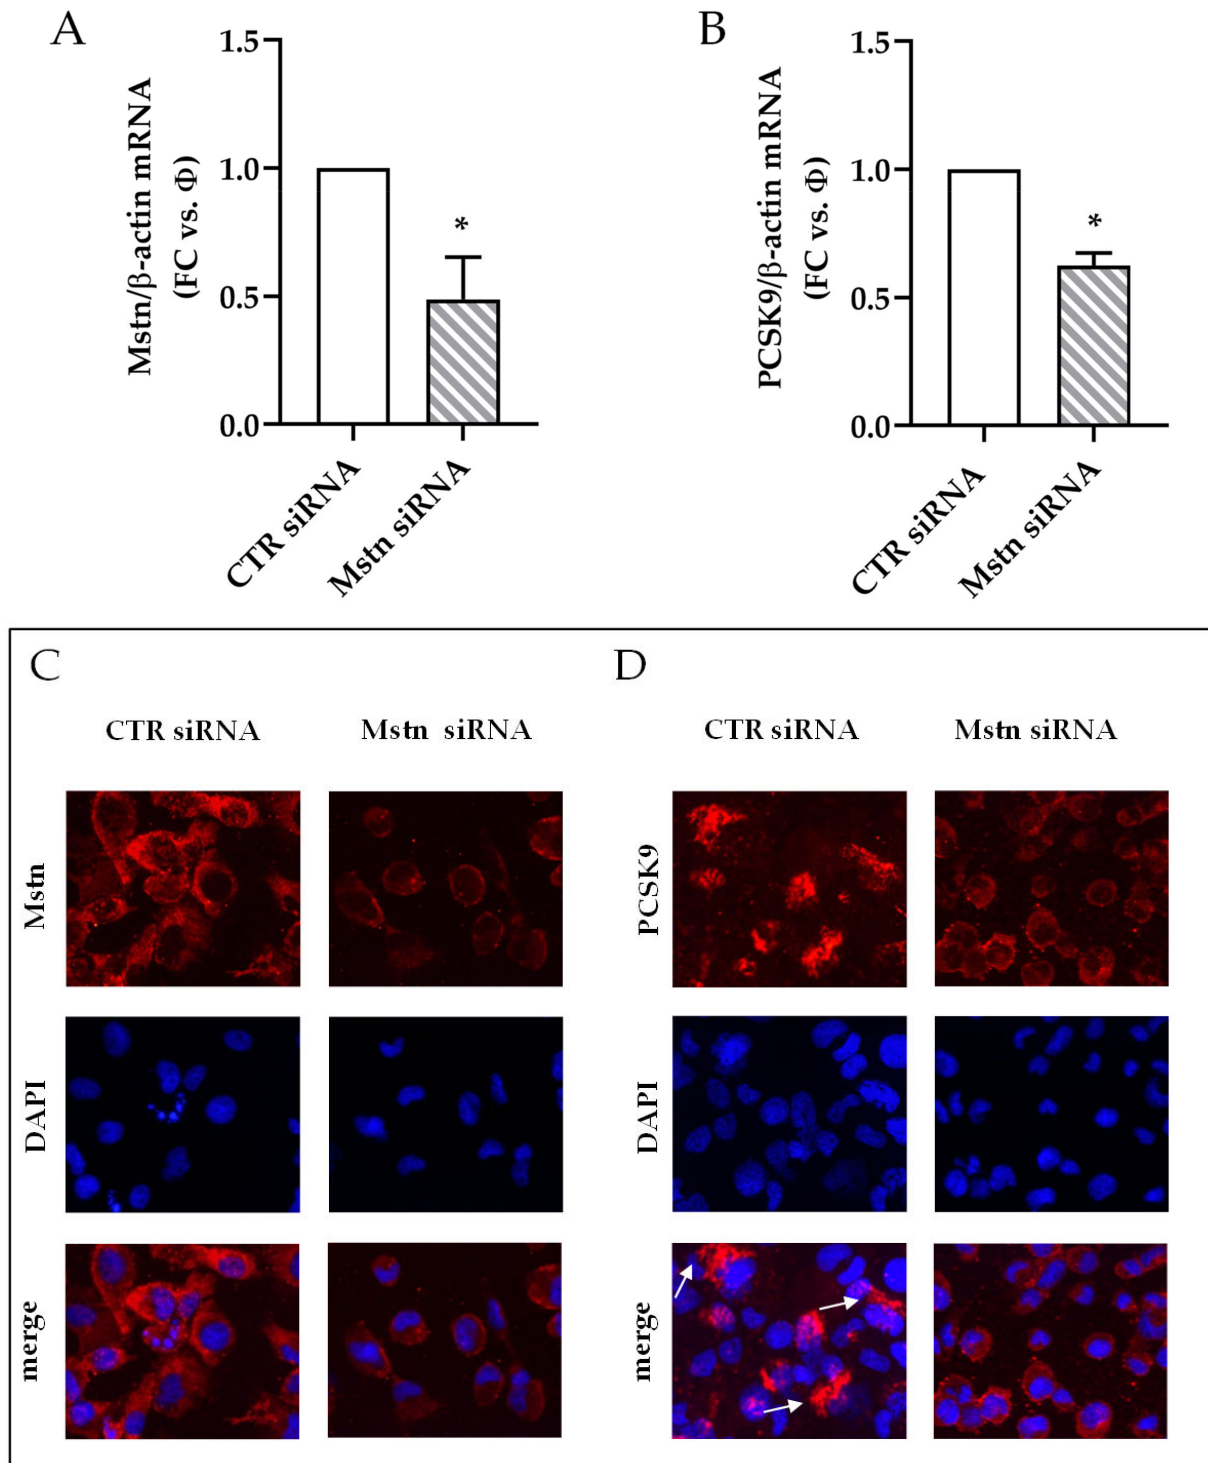 A
Mstn/β-actin mRNA
(FC vs. Φ)
1.5
1.0
0.5
0.0
*
CTR siRNA
Mstn siRNA
B
PCSK9/β-actin mRNA
(FC vs. Φ)
1.5
1.0
0.5
0.0
*
CTR siRNA
Mstn siRNA
C
CTR siRNA
Mstn siRNA
Mstn
DAPI
merge
D
CTR siRNA
Mstn siRNA
PCSK9
DAPI
merge